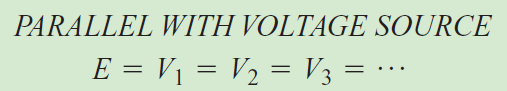 PARALLEL WITH VOLTAGE SOURCE
E = V₁ = V₂ = V₃ = ⋯